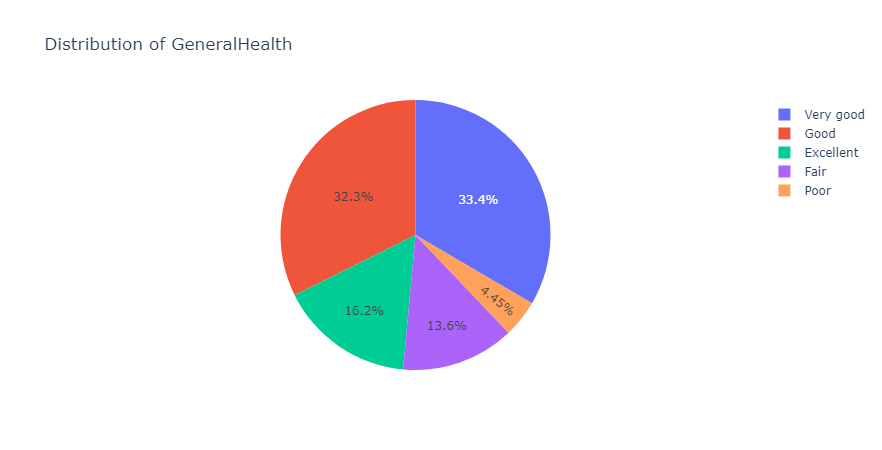 Distribution of GeneralHealth
Very good
Good
Excellent
Fair
Poor
33.4%
32.3%
4.45%
16.2%
13.6%